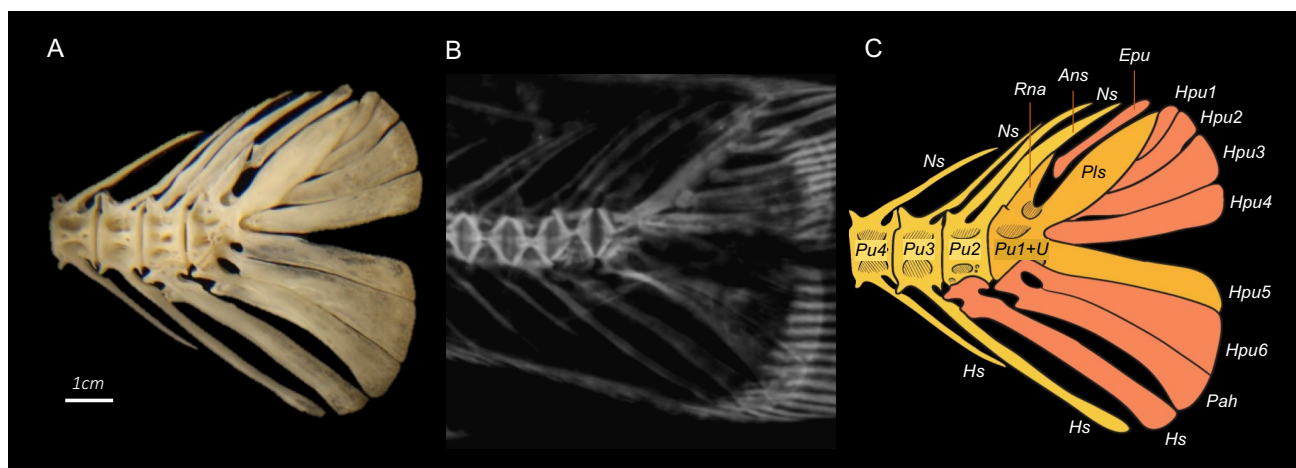 A
B
C
1cm
Epu
Ans
Rna
Ns
Ns
Ns
Hpu1
Hpu2
Hpu3
Hpu4
Pls
Pu4
Pu3
Pu2
Pu1+U
Hpu5
Hpu6
Pah
Hs
Hs
Hs